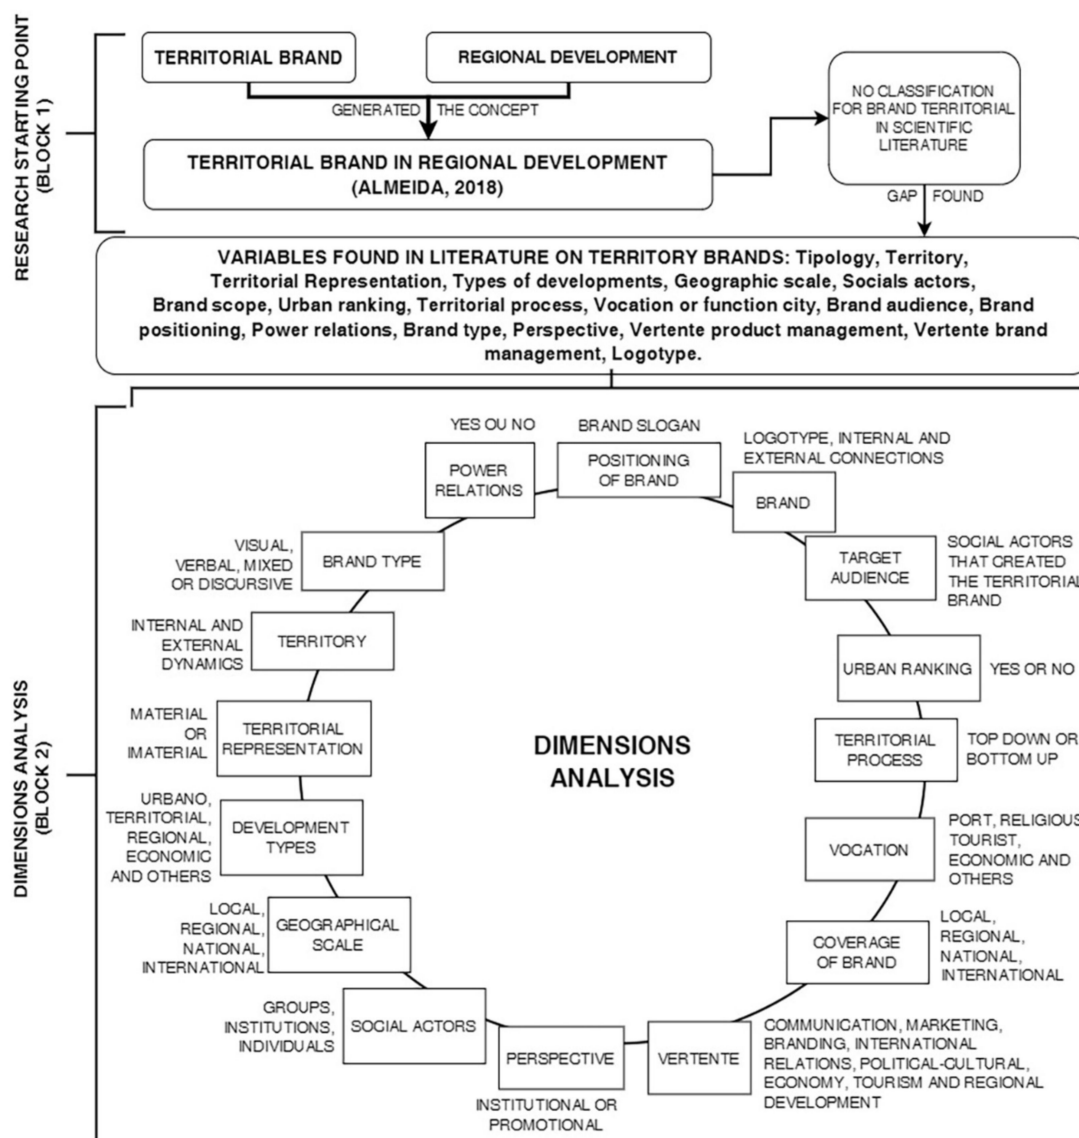 RESEARCH STARTING POINT
(BLOCK 1)
TERRITORIAL BRAND
REGIONAL DEVELOPMENT
GENERATED THE CONCEPT
TERRITORIAL BRAND IN REGIONAL DEVELOPMENT
(ALMEIDA, 2018)
NO CLASSIFICATION
FOR BRAND TERRITORIAL
IN SCIENTIFIC
LITERATURE
GAP FOUND
VARIABLES FOUND IN LITERATURE ON TERRITORY BRANDS: Tipology, Territory,
Territorial Representation, Types of developments, Geographic scale, Socials actors,
Brand scope, Urban ranking, Territorial process, Vocation or function city, Brand audience, Brand
positioning, Power relations, Brand type, Perspective, Vertente product management, Vertente brand
management, Logotype.
DIMENSIONS ANALYSIS
(BLOCK 2)
DIMENSIONS
ANALYSIS
YES OU NO
POWER
RELATIONS
BRAND SLOGAN
POSITIONING
OF BRAND
LOGOTYPE, INTERNAL AND
EXTERNAL CONNECTIONS
BRAND
TARGET
AUDIENCE
SOCIAL ACTORS
THAT CREATED
THE TERRITORIAL
BRAND
URBAN RANKING
YES OR NO
TERRITORIAL
PROCESS
TOP DOWN OR
BOTTOM UP
VOCATION
PORT, RELIGIOUS
TOURIST,
ECONOMIC AND
OTHERS
COVERAGE
OF BRAND
LOCAL,
REGIONAL,
NATIONAL,
INTERNATIONAL
VERTENTE
COMMUNICATION, MARKETING,
BRANDING, INTERNATIONAL
RELATIONS, POLITICAL-CULTURAL,
ECONOMY, TOURISM AND REGIONAL
DEVELOPMENT
PERSPECTIVE
INSTITUTIONAL OR
PROMOTIONAL
SOCIAL ACTORS
GROUPS,
INSTITUTIONS,
INDIVIDUALS
GEOGRAPHICAL
SCALE
LOCAL,
REGIONAL,
NATIONAL,
INTERNATIONAL
DEVELOPMENT
TYPES
URBANO,
TERRITORIAL,
REGIONAL,
ECONOMIC
AND OTHERS
TERRITORIAL
REPRESENTATION
MATERIAL
OR
IMATERIAL
TERRITORY
INTERNAL AND
EXTERNAL
DYNAMICS
BRAND TYPE
VISUAL,
VERBAL, MIXED
OR DISCURSIVE